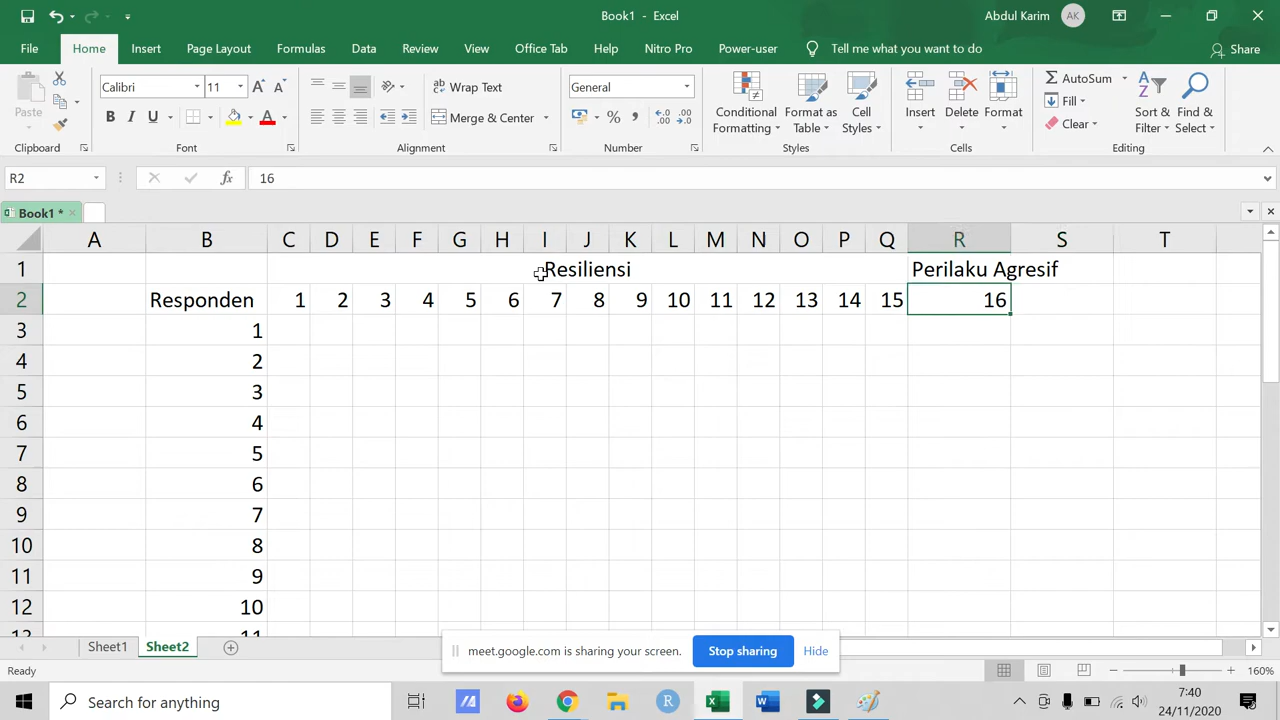 Book1 - Excel
Abdul Karim
AK
File Home Insert Page Layout Formulas Data Review View Office Tab Help Nitro Pro Power-user Tell me what you want to do Share
Paste
Calibri 11
Wrap Text
Merge & Center
General
Conditional Formatting
Format as Table
Cell Styles
Insert Delete Format
AutoSum
Fill
Clear
Sort & Filter
Find & Select
Clipboard Font Alignment Number Styles Cells Editing
R2 fx 16
Book1 *
A B C D E F G H I J K L M N O P Q R S T
1 Resiliensi Perilaku Agresif
2 Responden 1 2 3 4 5 6 7 8 9 10 11 12 13 14 15 16
3 1
4 2
5 3
6 4
7 5
8 6
9 7
10 8
11 9
12 10
13 11
Sheet1 Sheet2
meet.google.com is sharing your screen. Stop sharing Hide
Ready 160%
Search for anything
7:40
24/11/2020